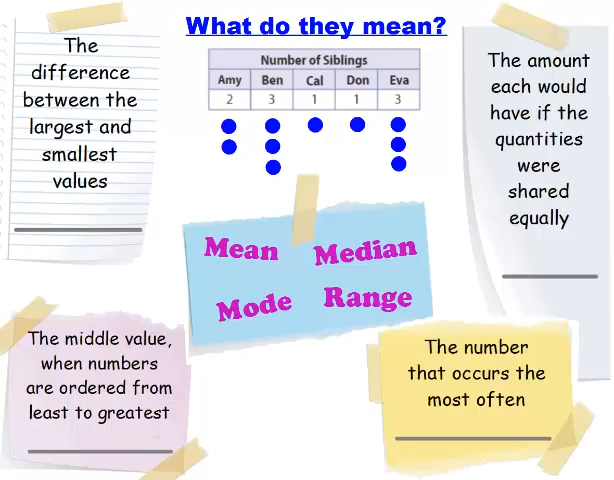 What do they mean?
The
difference
between the
largest and
smallest
values
Number of Siblings
Amy Ben Cal Don Eva
2 3 1 1 3
The amount
each would
have if the
quantities
were
shared
equally
Mean Median
Mode Range
The middle value,
when numbers
are ordered from
least to greatest
The number
that occurs the
most often